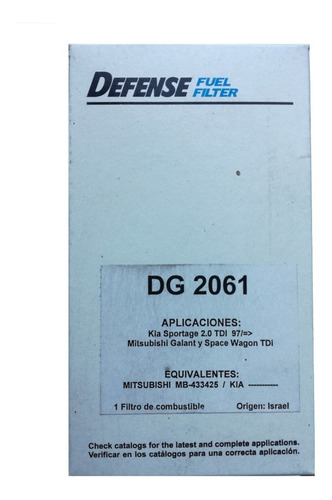 DEFENSE FUEL
FILTER
DG 2061
APLICACIONES:
Kia Sportage 2.0 TDI 97/=>
Mitsubishi Galant y Space Wagon TDi
EQUIVALENTES:
MITSUBISHI MB-433425 / KIA -----------
1 Filtro de combustible Origen: Israel
Check catalogs for the latest and complete applications.
Verificar en los catálogos para una correcta aplicación.